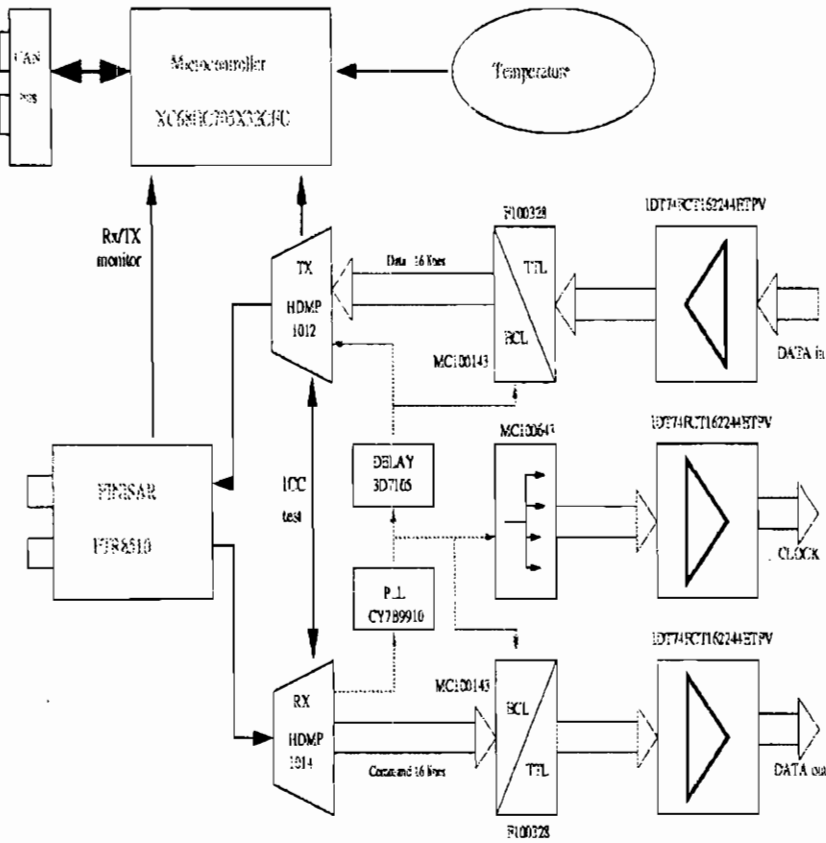 CAN
Microcontroller
Temperature
Rx/TX
monitor
TX
HDMP
1012
Data 16 lines
F100328
TTL
ECL
MC100143
IDT74FCT162244ETPV
DATA in
FINISAR
FTR8510
ICC
test
DELAY
3D7105
PLL
CY7B9910
MC100643
IDT74FCT162244ETPV
CLOCK
RX
HDMP
1014
Command 16 lines
MC100143
ECL
TTL
F100328
IDT74FCT162244ETPV
DATA out